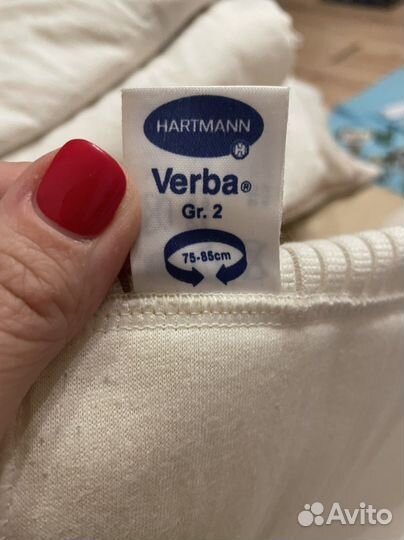 HARTMANN
Verba®
Gr. 2
75-85cm
Avito